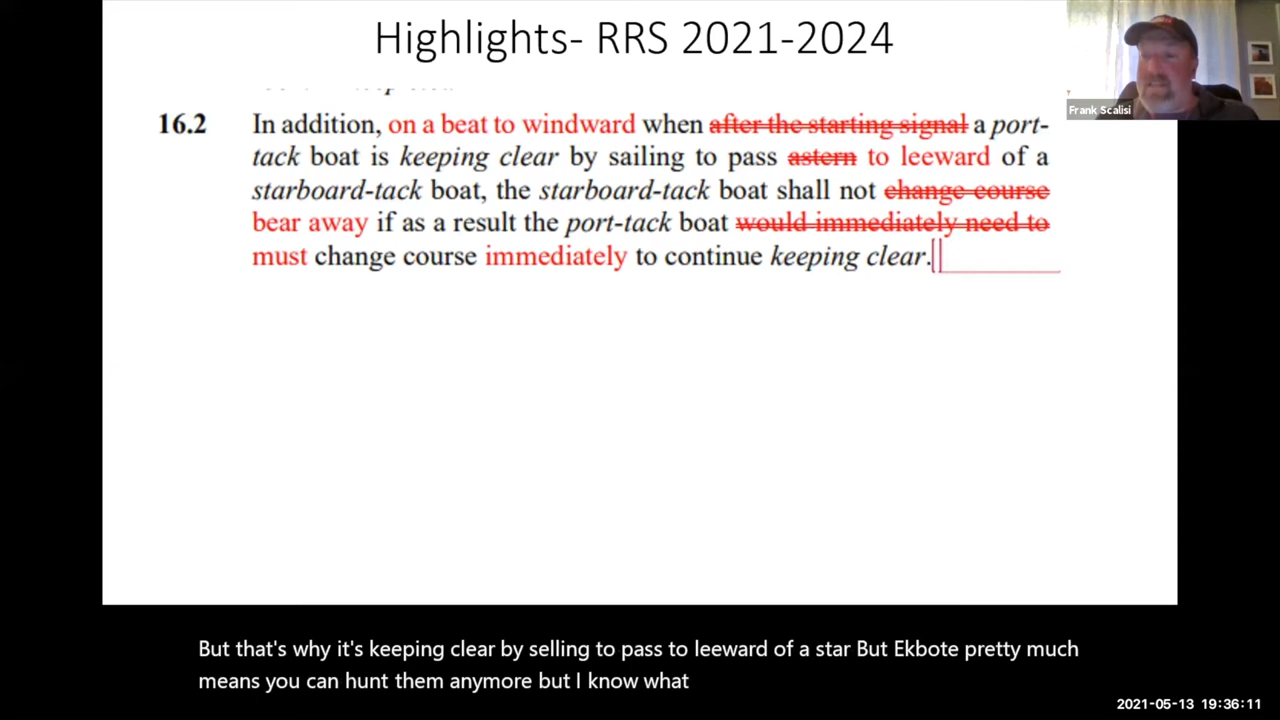 Highlights- RRS 2021-2024
Frank Scalisi
16.2 In addition, on a beat to windward when after the starting signal a port-
tack boat is keeping clear by sailing to pass astern to leeward of a
starboard-tack boat, the starboard-tack boat shall not change course
bear away if as a result the port-tack boat would immediately need to
must change course immediately to continue keeping clear.
But that's why it's keeping clear by selling to pass to leeward of a star But Ekbote pretty much
means you can hunt them anymore but I know what
2021-05-13 19:36:11